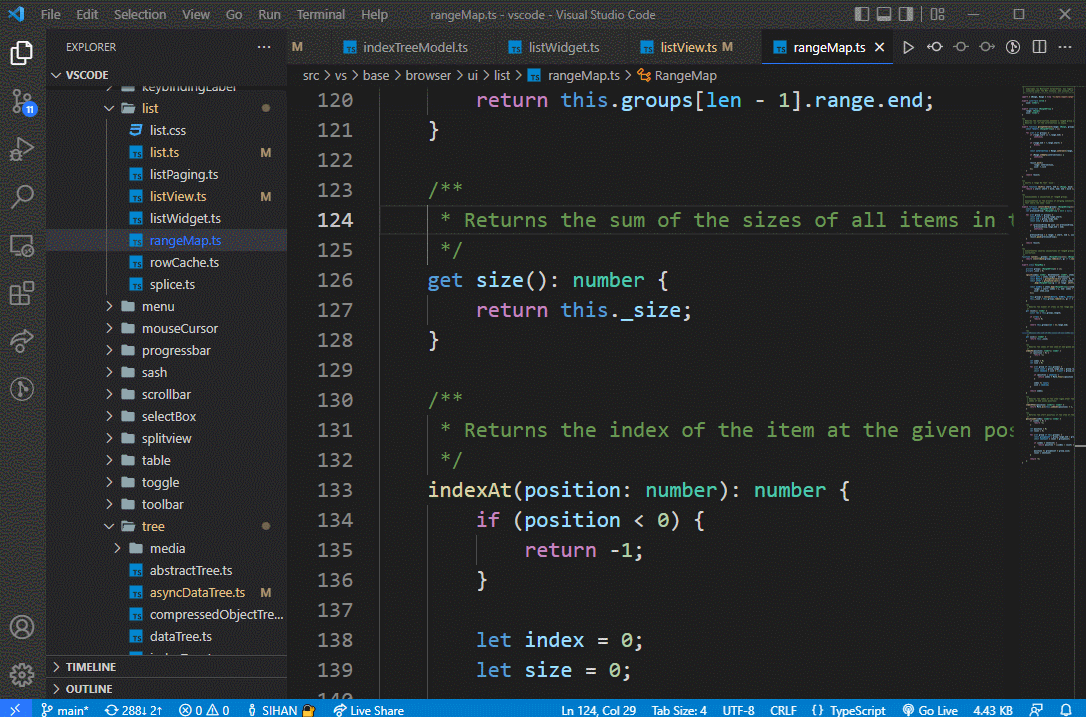 File Edit Selection View Go Run Terminal Help rangeMap.ts - vscode - Visual Studio Code
EXPLORER ···
M indexTreeModel.ts listWidget.ts listView.ts M rangeMap.ts
VSCODE
src > vs > base > browser > ui > list > rangeMap.ts > RangeMap
keybindingLabel
list
list.css
list.ts M
listPaging.ts
listView.ts M
listWidget.ts
rangeMap.ts
rowCache.ts
splice.ts
menu
mouseCursor
progressbar
sash
scrollbar
selectBox
splitview
table
toggle
toolbar
tree
media
abstractTree.ts
asyncDataTree.ts M
compressedObjectTre...
dataTree.ts
TIMELINE
OUTLINE
11
120 return this.groups[len - 1].range.end;
121 }
122
123 /**
124 * Returns the sum of the sizes of all items in t
125 */
126 get size(): number {
127 return this._size;
128 }
129
130 /**
131 * Returns the index of the item at the given pos
132 */
133 indexAt(position: number): number {
134 if (position < 0) {
135 return -1;
136 }
137
138 let index = 0;
139 let size = 0;
140
main* 288↓ 2↑ 0 0 SIHAN Live Share Ln 124, Col 29 Tab Size: 4 UTF-8 CRLF {} TypeScript Go Live 4.43 KB